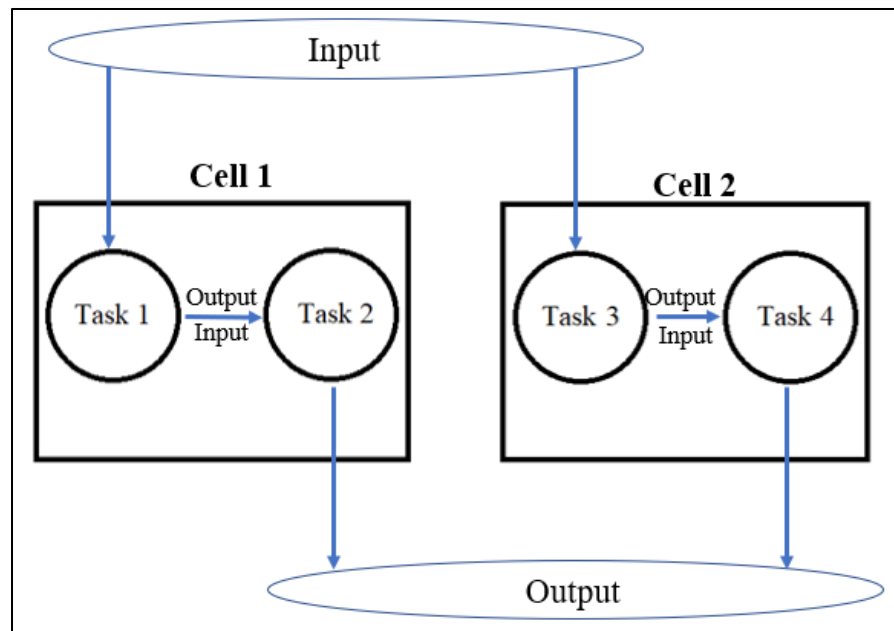 Input
Cell 1
Cell 2
Task 1
Output
Input
Task 2
Task 3
Output
Input
Task 4
Output